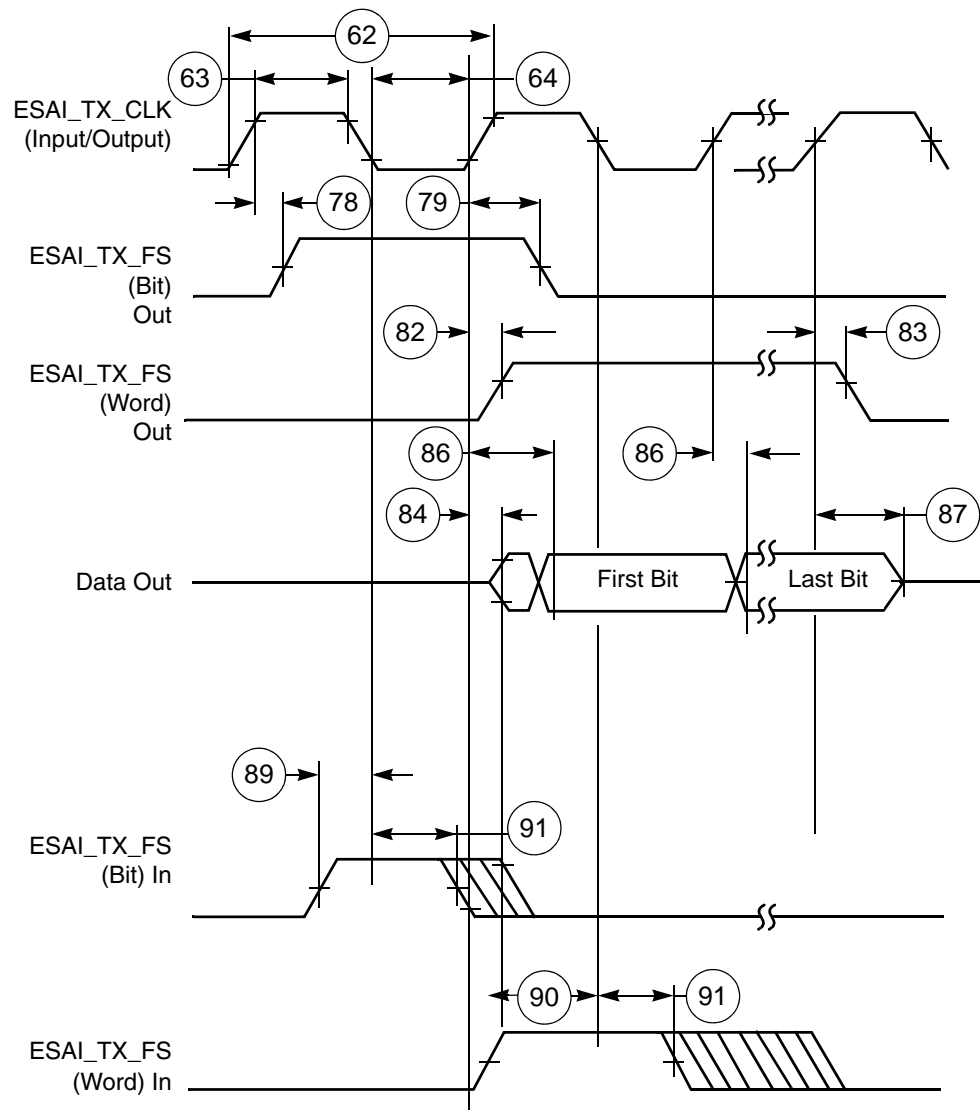 62
63
64
ESAI_TX_CLK
(Input/Output)
78
79
ESAI_TX_FS
(Bit)
Out
82
83
ESAI_TX_FS
(Word)
Out
86
86
84
87
Data Out
First Bit
Last Bit
89
91
ESAI_TX_FS
(Bit) In
90
91
ESAI_TX_FS
(Word) In